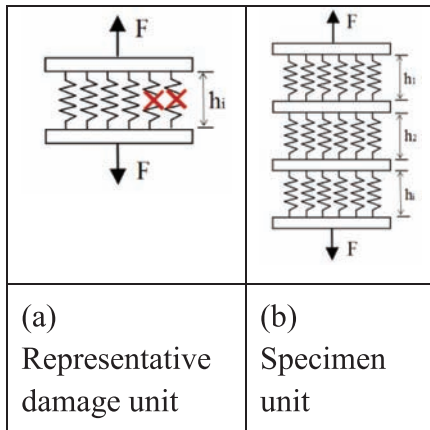 F
hᵢ
F
F
h₁
h₂
hᵢ
F
(a)
Representative
damage unit
(b)
Specimen
unit